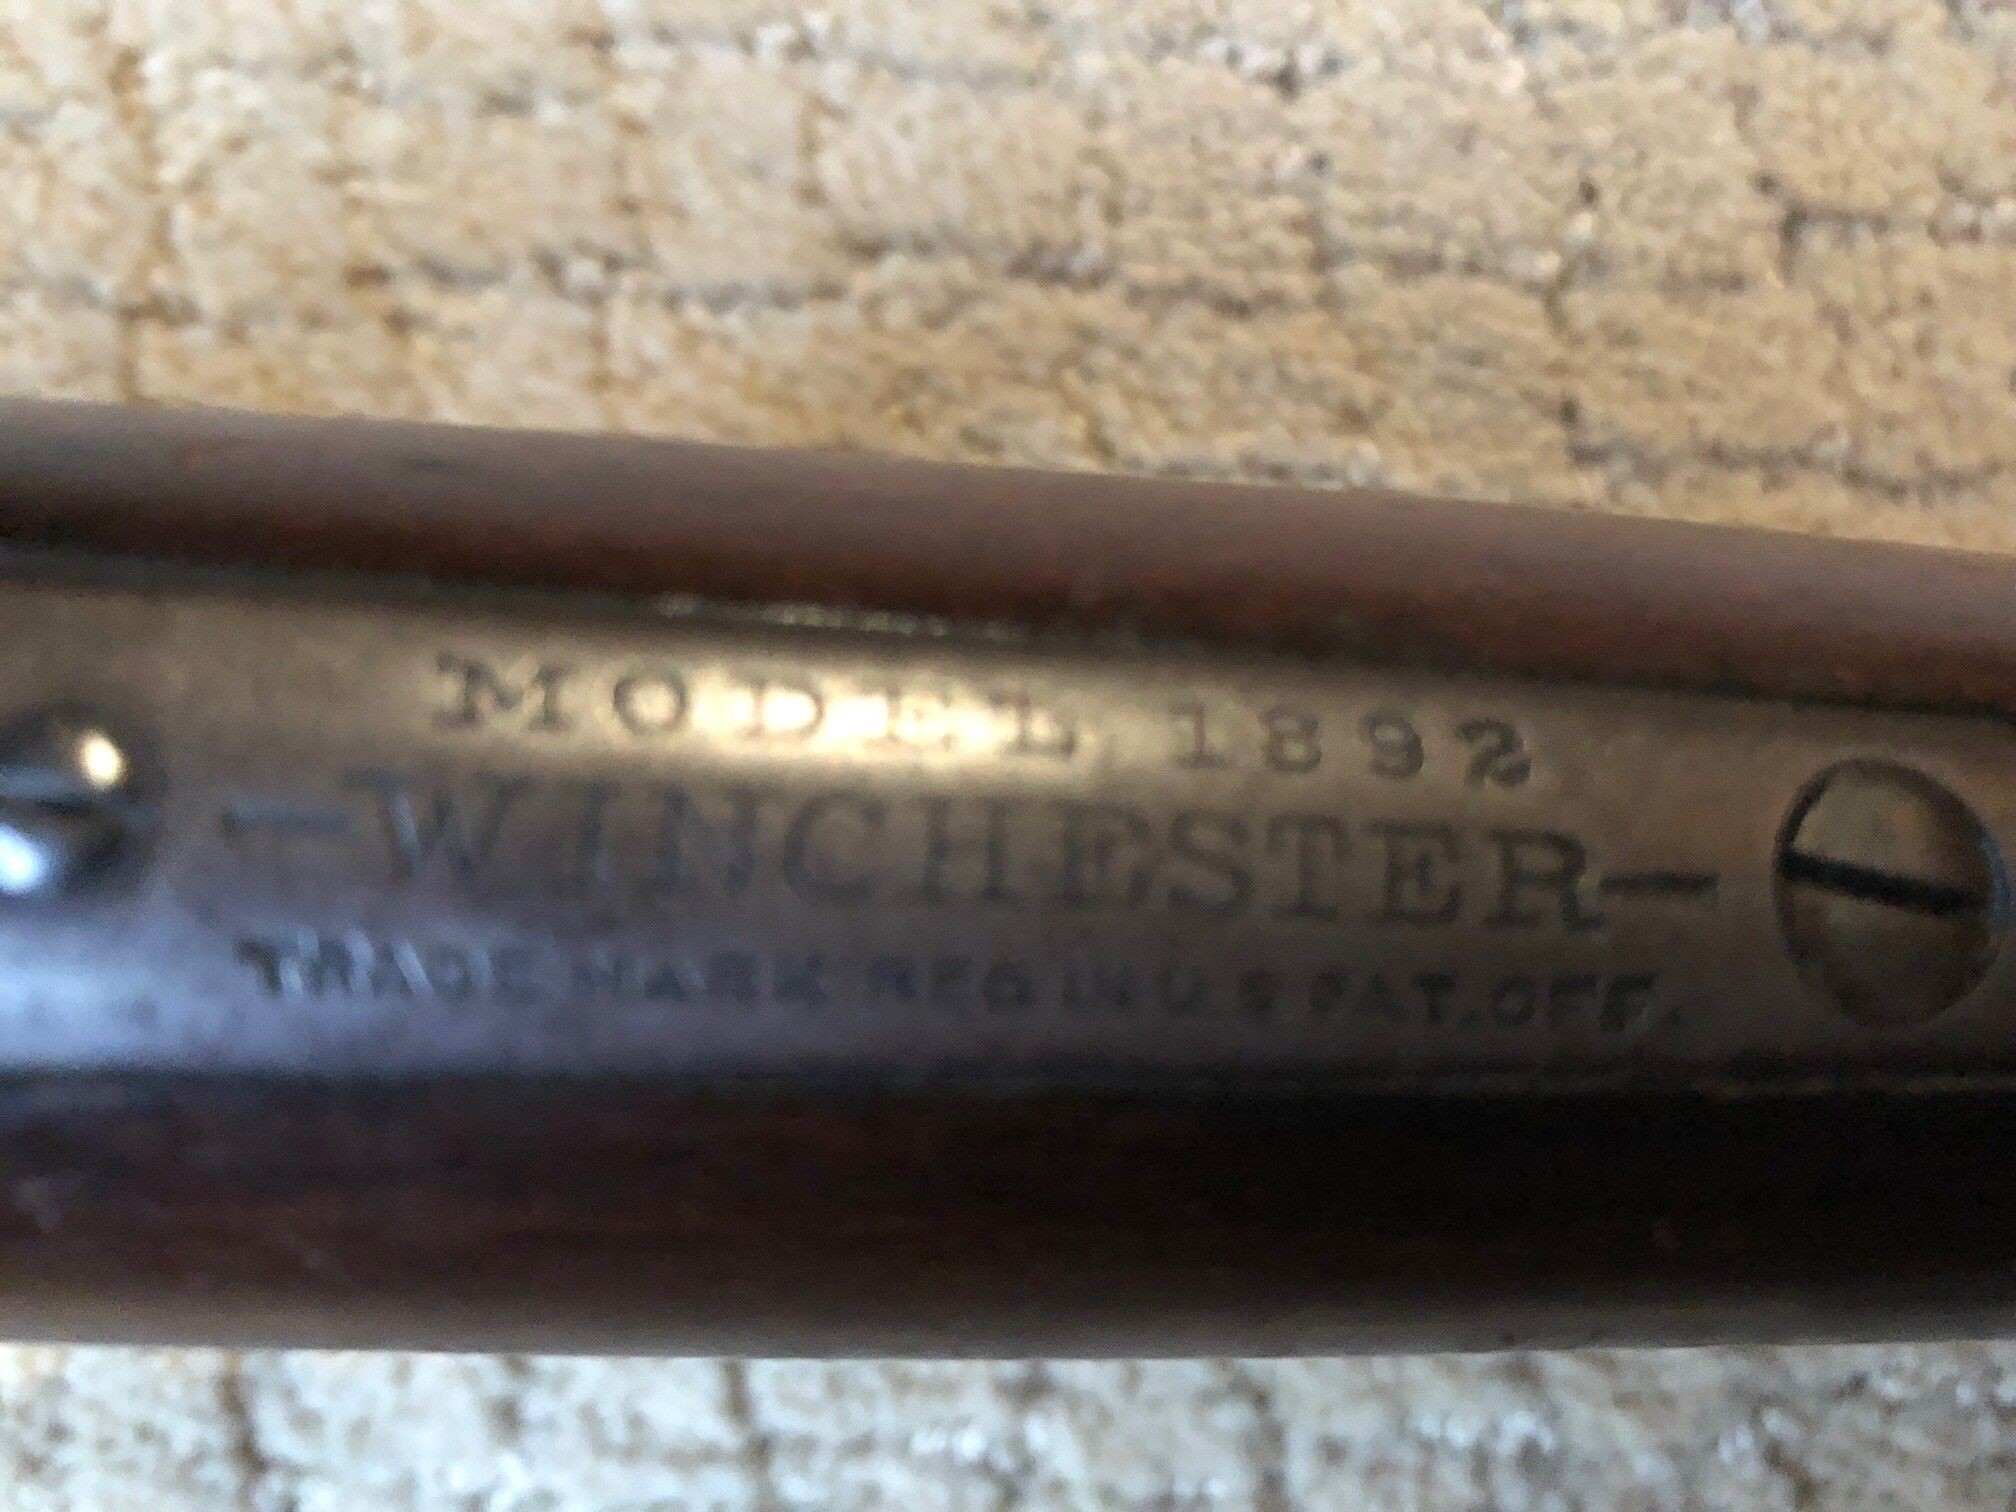 MODEL 1892
-WINCHESTER-
TRADE MARK REG IN U.S PAT. OFF.